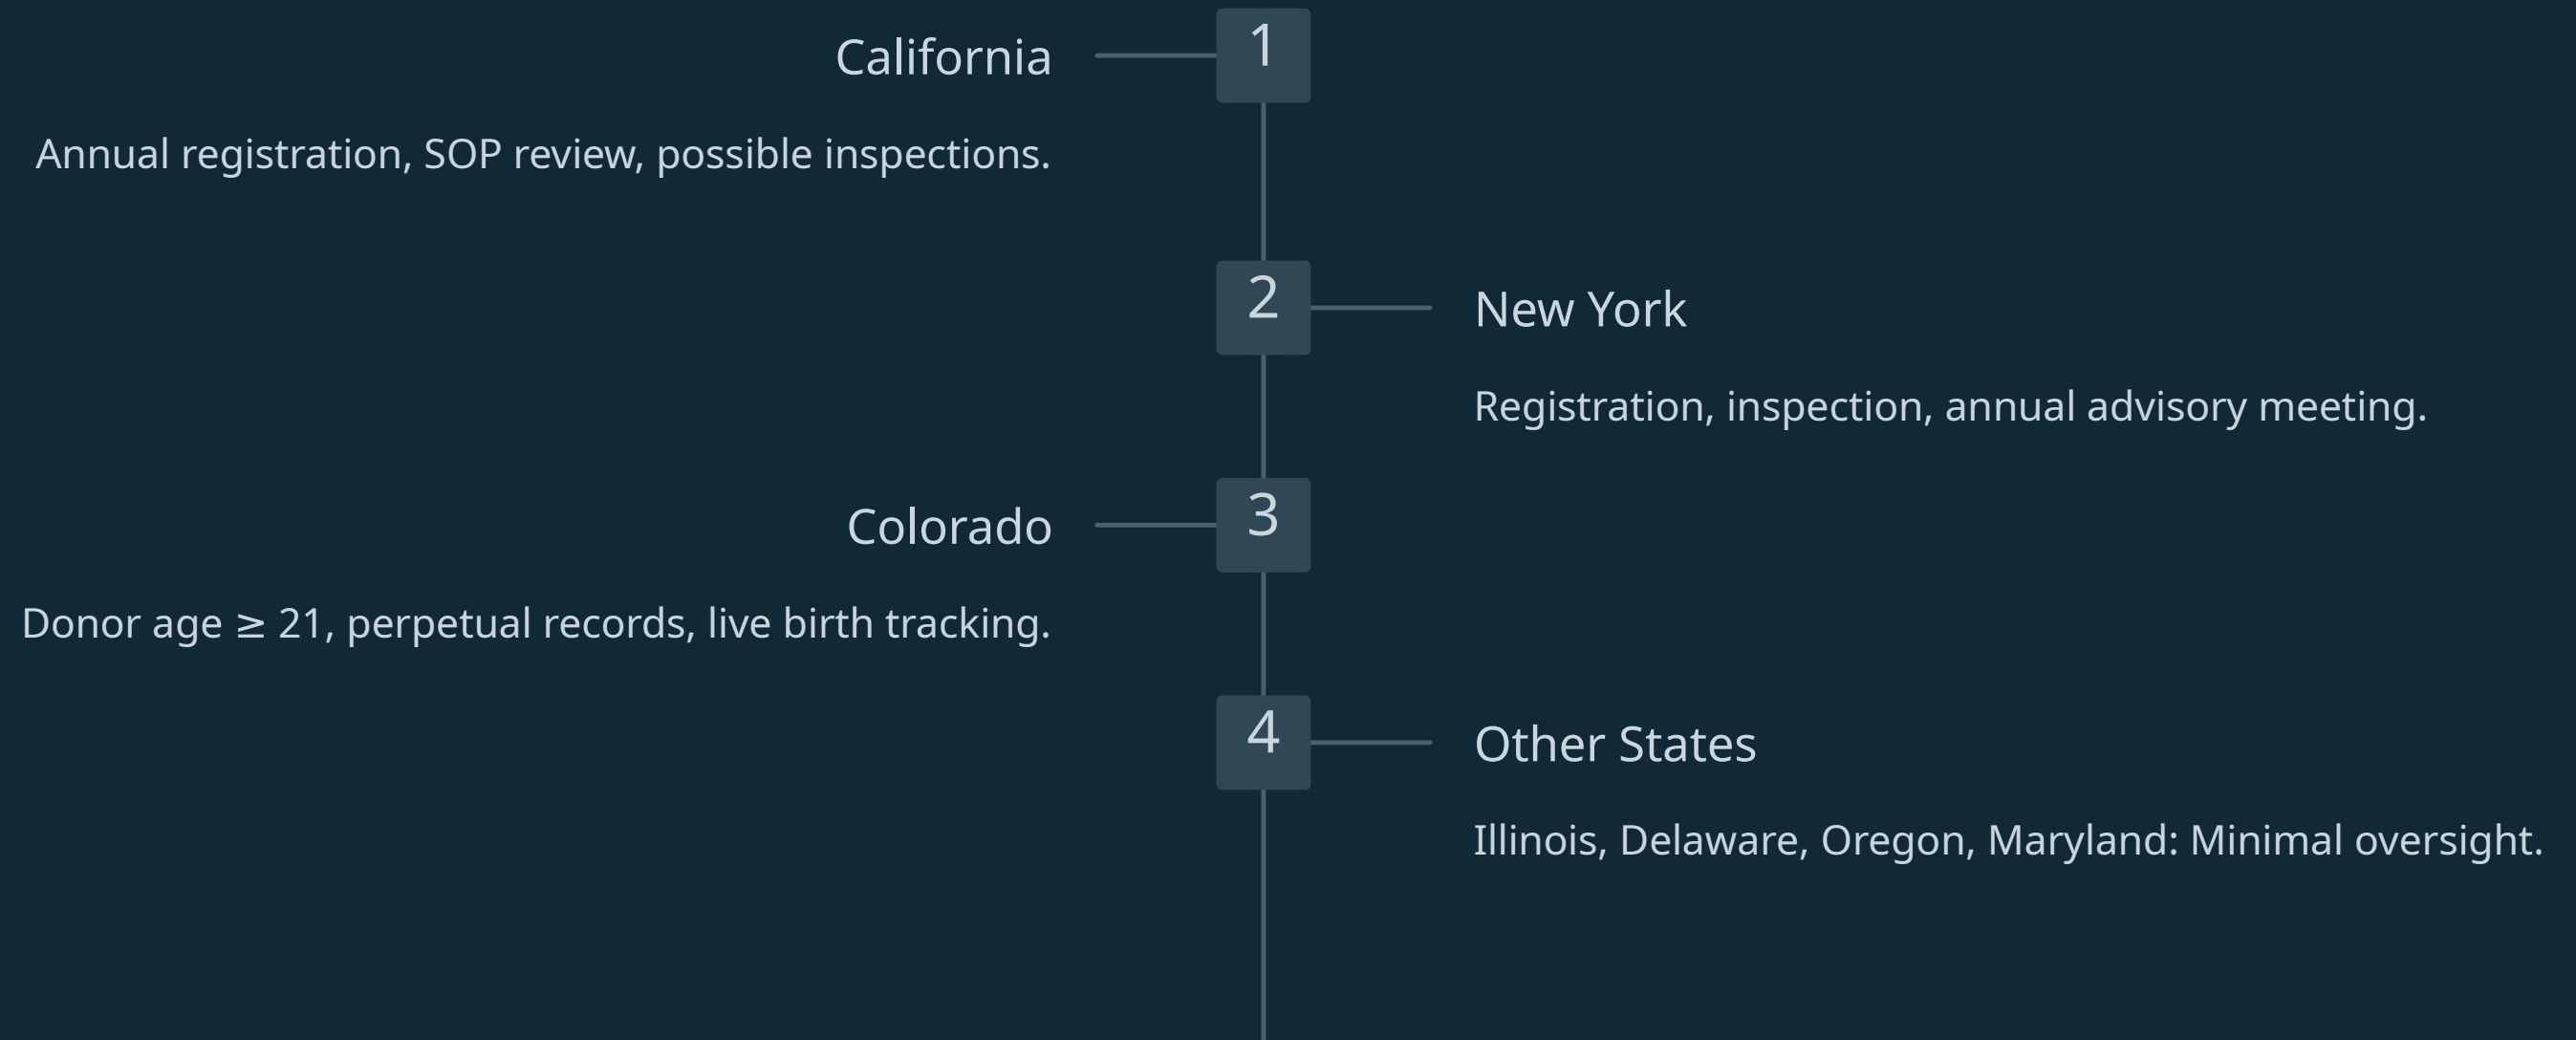 1
California
Annual registration, SOP review, possible inspections.
2
New York
Registration, inspection, annual advisory meeting.
3
Colorado
Donor age ≥ 21, perpetual records, live birth tracking.
4
Other States
Illinois, Delaware, Oregon, Maryland: Minimal oversight.